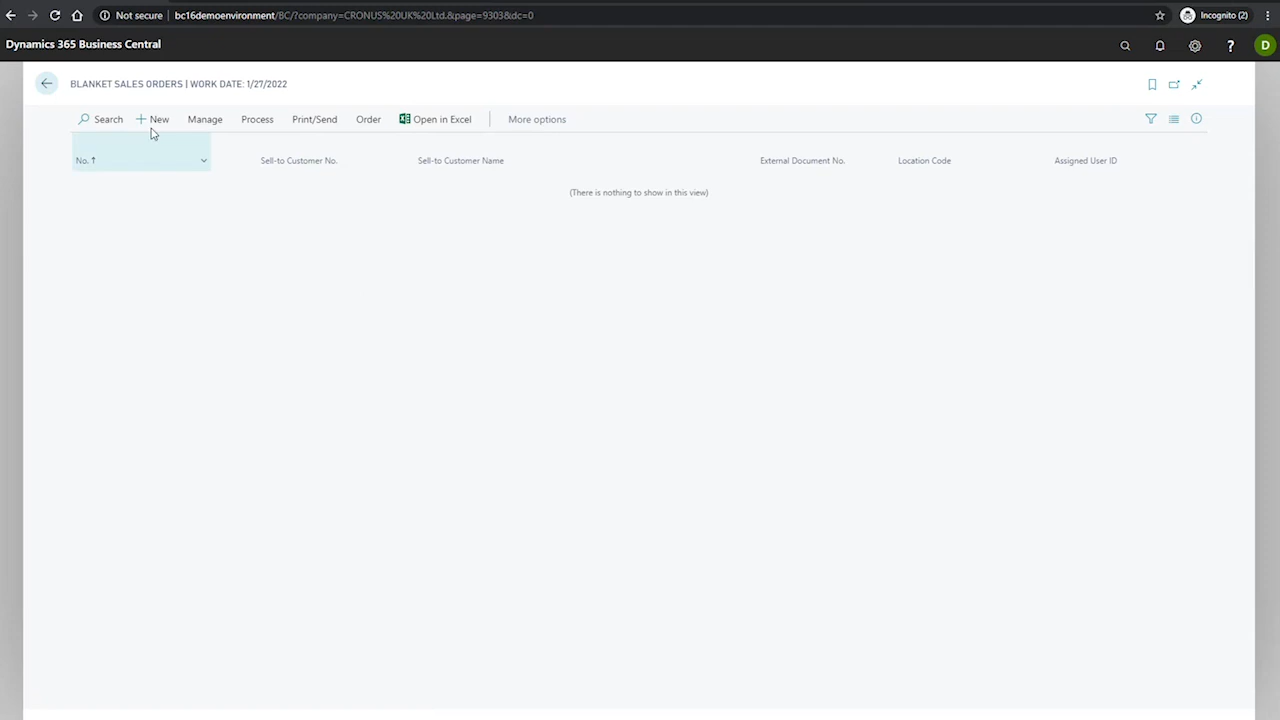 Not secure | bc16demoenvironment/BC/?company=CRONUS%20UK%20Ltd.&page=9303&dc=0 Incognito (2)
Dynamics 365 Business Central ? D
BLANKET SALES ORDERS | WORK DATE: 1/27/2022
Search New Manage Process Print/Send Order Open in Excel More options
No. ↑ Sell-to Customer No. Sell-to Customer Name External Document No. Location Code Assigned User ID
(There is nothing to show in this view)